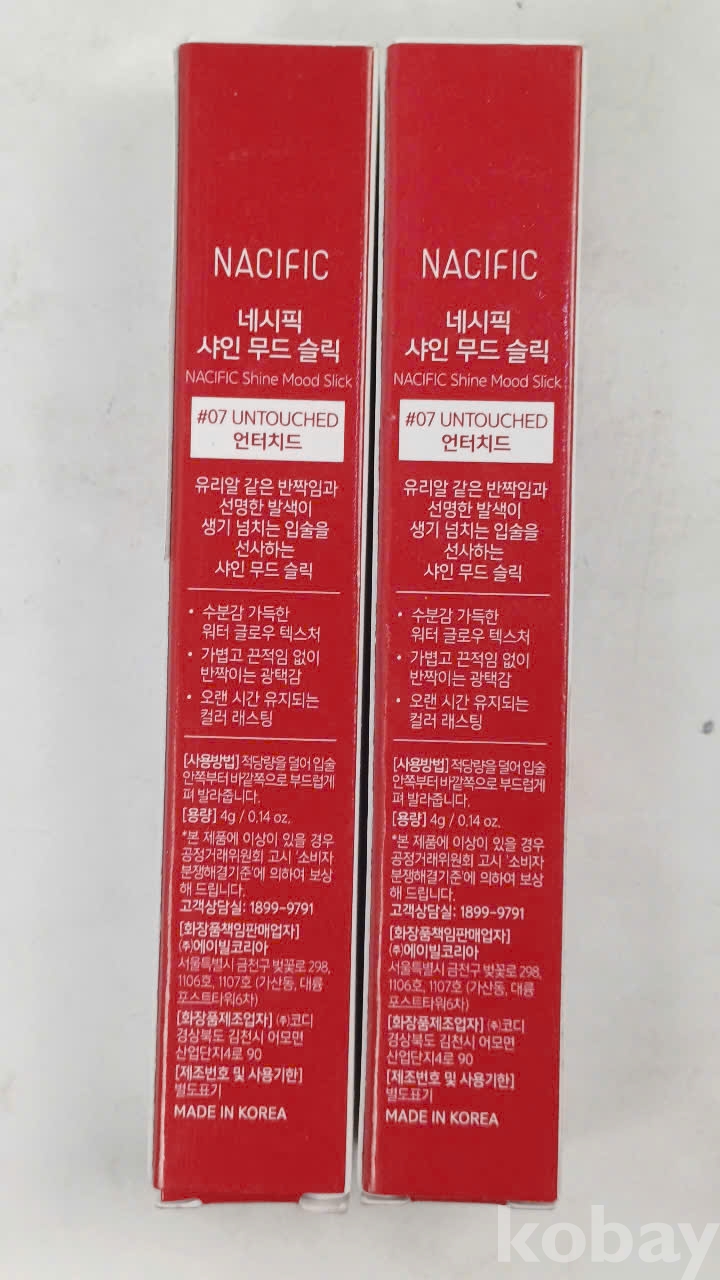 NACIFIC
네시픽
샤인 무드 슬릭
NACIFIC Shine Mood Slick
#07 UNTOUCHED
언터치드
유리알 같은 반짝임과
선명한 발색이
생기 넘치는 입술을
선사하는
샤인 무드 슬릭
• 수분감 가득한
워터 글로우 텍스처
• 가볍고 끈적임 없이
반짝이는 광택감
• 오랜 시간 유지되는
컬러 래스팅
[사용방법] 적당량을 덜어 입술
안쪽부터 바깥쪽으로 부드럽게
펴 발라줍니다.
[용량] 4g / 0.14 oz.
*본 제품에 이상이 있을 경우
공정거래위원회 고시 '소비자
분쟁해결기준'에 의하여 보상
해 드립니다.
고객상담실: 1899-9791
[화장품책임판매업자]
(주)에이빌코리아
서울특별시 금천구 벚꽃로 298,
1106호, 1107호 (가산동, 대륭
포스트타워6차)
[화장품제조업자] (주)코디
경상북도 김천시 어모면
산업단지4로 90
[제조번호 및 사용기한]
별도표기
MADE IN KOREA
NACIFIC
네시픽
샤인 무드 슬릭
NACIFIC Shine Mood Slick
#07 UNTOUCHED
언터치드
유리알 같은 반짝임과
선명한 발색이
생기 넘치는 입술을
선사하는
샤인 무드 슬릭
• 수분감 가득한
워터 글로우 텍스처
• 가볍고 끈적임 없이
반짝이는 광택감
• 오랜 시간 유지되는
컬러 래스팅
[사용방법] 적당량을 덜어 입술
안쪽부터 바깥쪽으로 부드럽게
펴 발라줍니다.
[용량] 4g / 0.14 oz.
*본 제품에 이상이 있을 경우
공정거래위원회 고시 '소비자
분쟁해결기준'에 의하여 보상
해 드립니다.
고객상담실: 1899-9791
[화장품책임판매업자]
(주)에이빌코리아
서울특별시 금천구 벚꽃로 298,
1106호, 1107호 (가산동, 대륭
포스트타워6차)
[화장품제조업자] (주)코디
경상북도 김천시 어모면
산업단지4로 90
[제조번호 및 사용기한]
별도표기
MADE IN KOREA
kobay